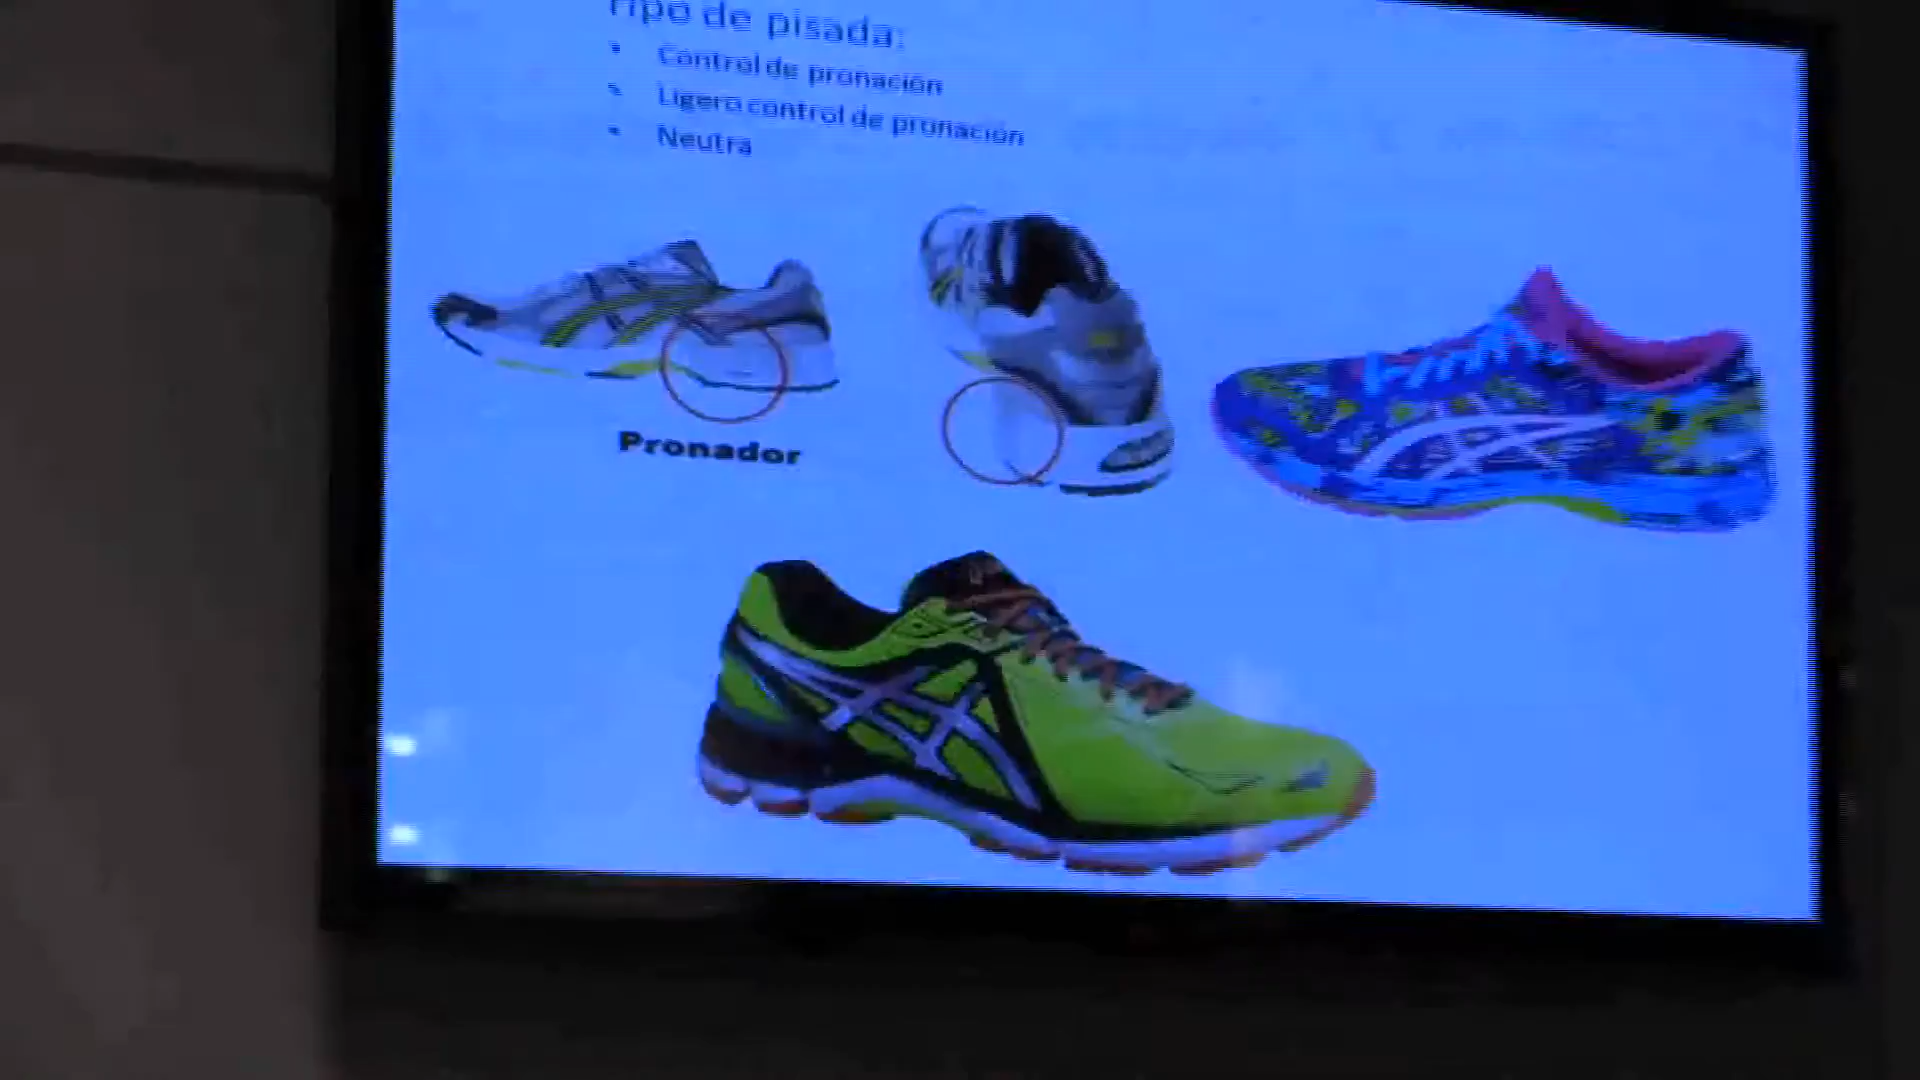 Tipo de pisada:
• Control de pronación
• Ligero control de pronación
• Neutra
Pronador